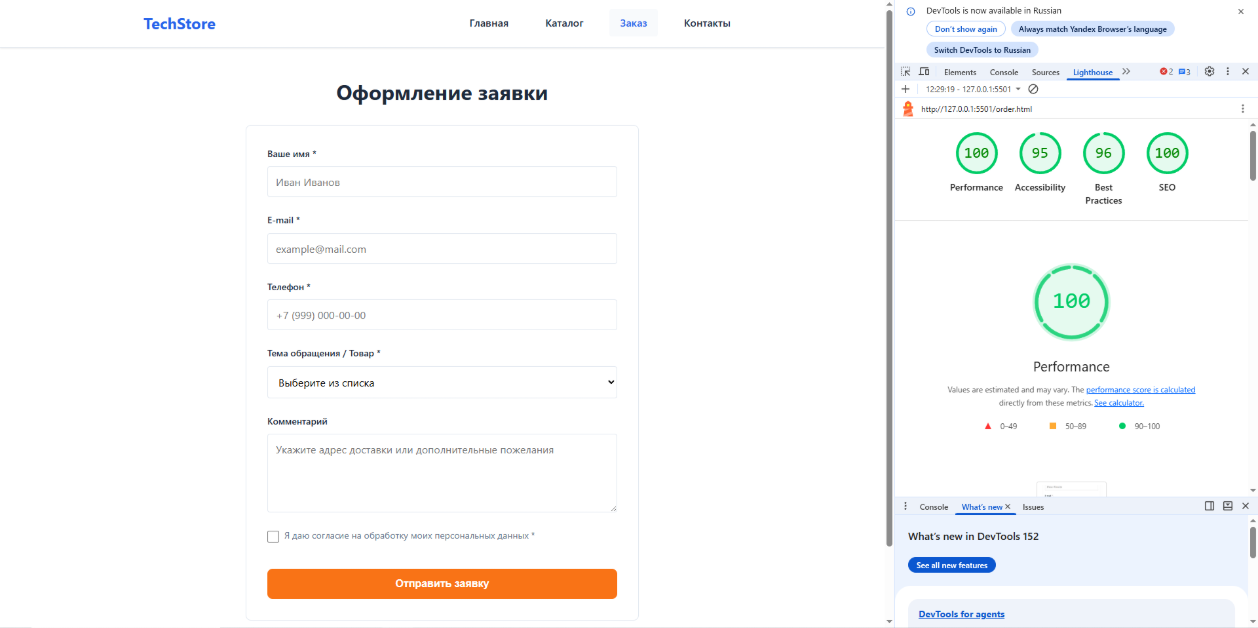 TechStore
Главная
Каталог
Заказ
Контакты
Оформление заявки
Ваше имя *
Иван Иванов
E-mail *
example@mail.com
Телефон *
+7 (999) 000-00-00
Тема обращения / Товар *
Выберите из списка
Комментарий
Укажите адрес доставки или дополнительные пожелания
Я даю согласие на обработку моих персональных данных *
Отправить заявку
DevTools is now available in Russian
Don't show again
Always match Yandex Browser's language
Switch DevTools to Russian
Elements
Console
Sources
Lighthouse
2
3
12:29:19 - 127.0.0.1:5501
http://127.0.0.1:5501/order.html
100
95
96
100
Performance
Accessibility
Best
Practices
SEO
100
Performance
Values are estimated and may vary. The performance score is calculated
directly from these metrics. See calculator.
0–49
50–89
90–100
Console
What's new
Issues
What's new in DevTools 152
See all new features
DevTools for agents